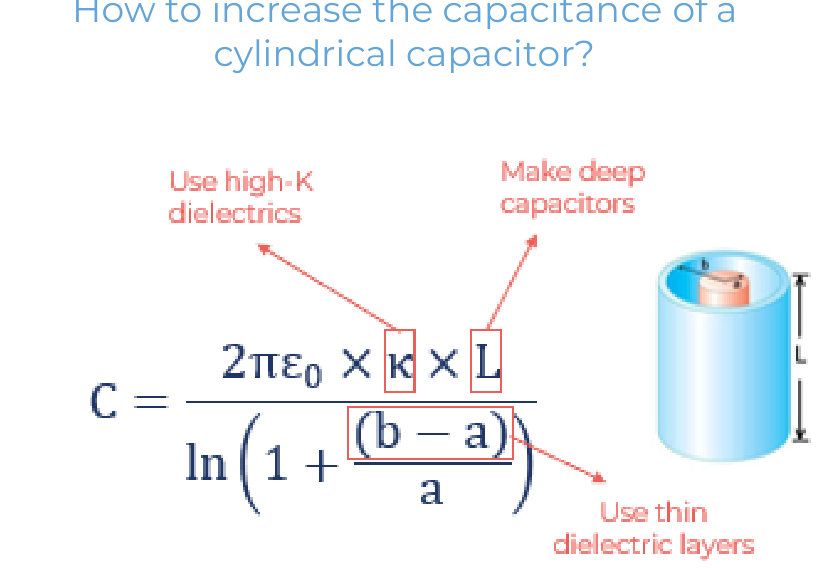 How to increase the capacitance of a
cylindrical capacitor?
Use high-K
dielectrics
Make deep
capacitors
b
a
L
C = 2πε₀ × κ × L / ln(1 + (b − a)/a)
Use thin
dielectric layers